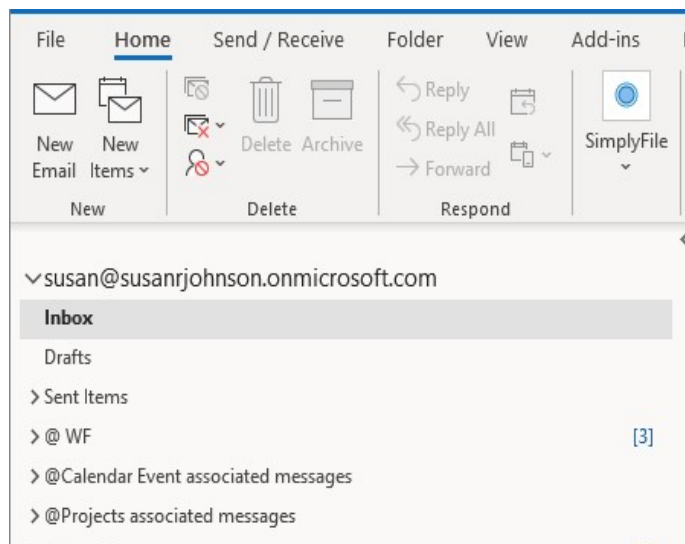 File Home Send / Receive Folder View Add-ins
New Email
New Items
Delete
Archive
Reply
Reply All
Forward
SimplyFile
New
Delete
Respond
susan@susanrjohnson.onmicrosoft.com
Inbox
Drafts
Sent Items
@ WF [3]
@Calendar Event associated messages
@Projects associated messages